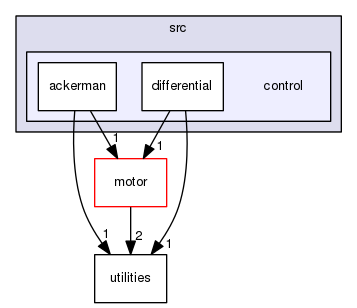 src
ackerman
differential
control
1
1
motor
2
1
1
utilities